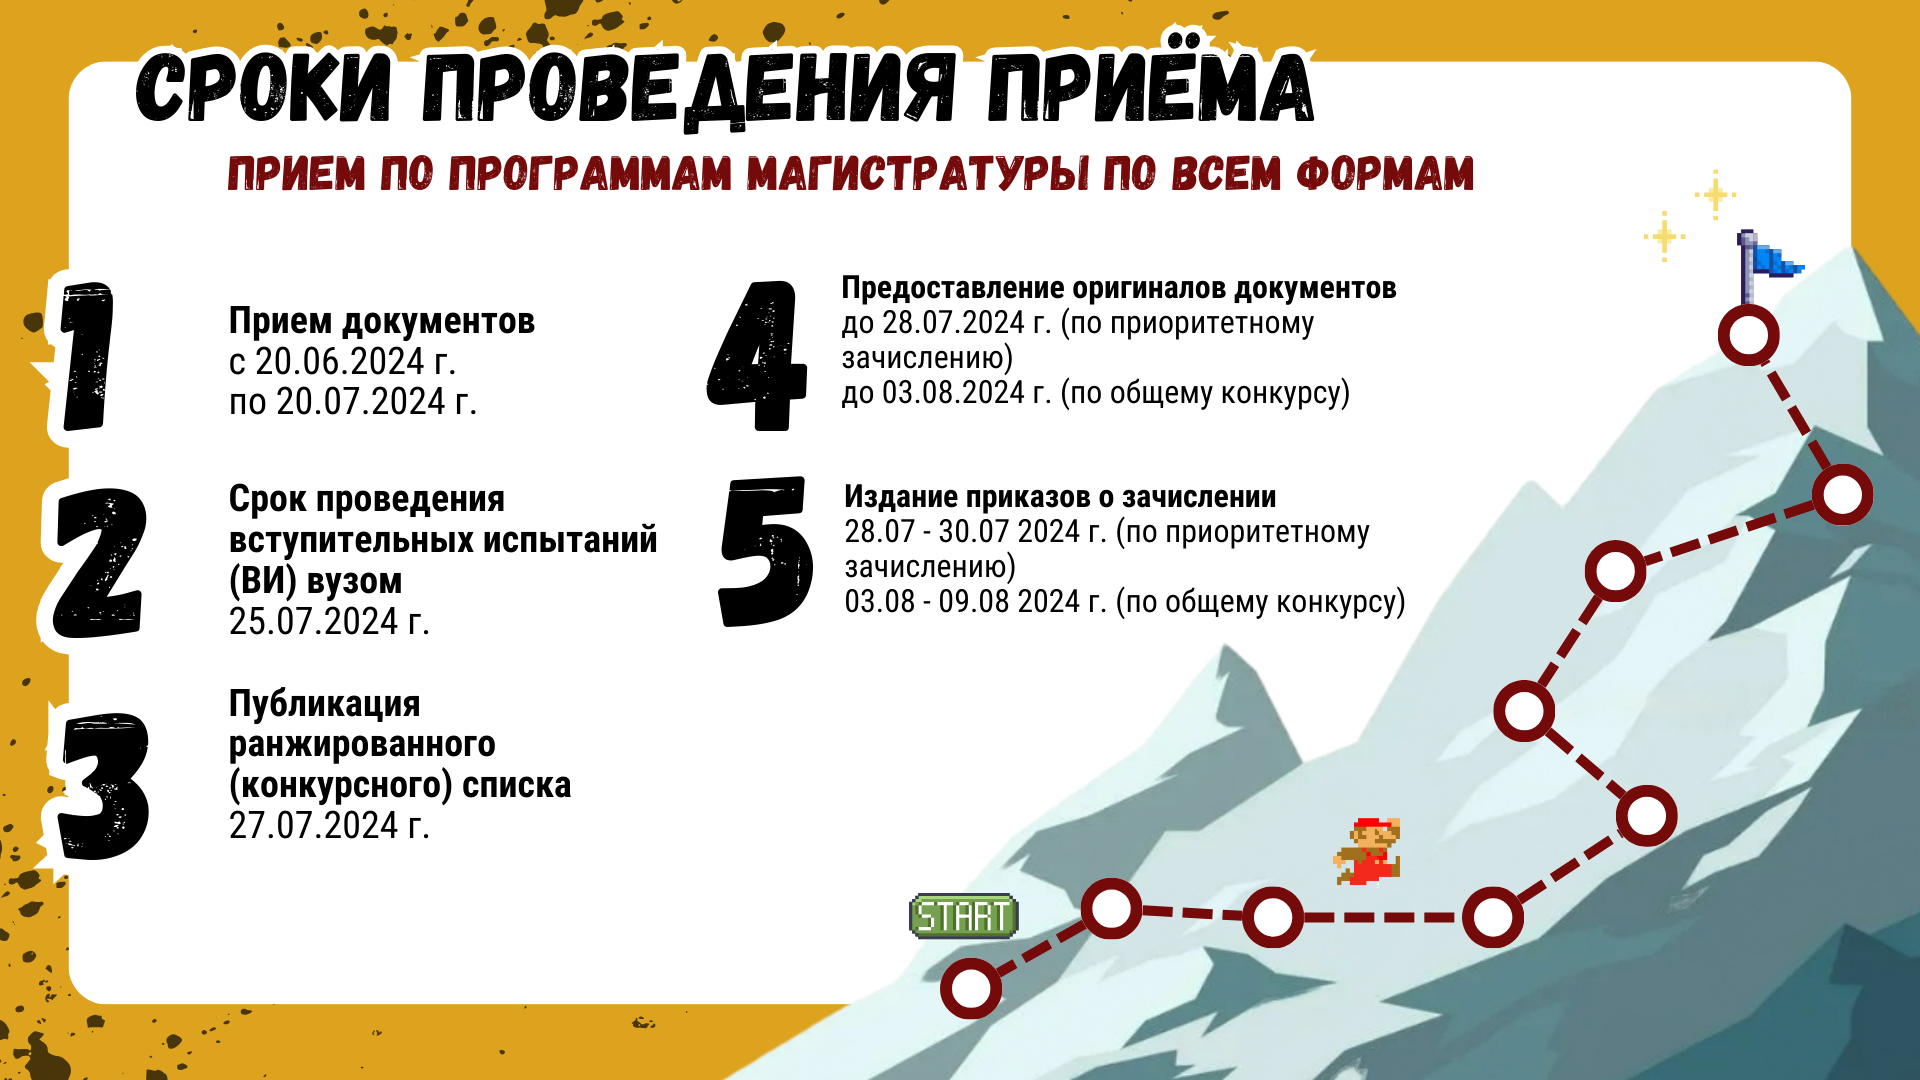 СРОКИ ПРОВЕДЕНИЯ ПРИЁМА
ПРИЕМ ПО ПРОГРАММАМ МАГИСТРАТУРЫ ПО ВСЕМ ФОРМАМ
1
Прием документов
с 20.06.2024 г.
по 20.07.2024 г.
2
Срок проведения
вступительных испытаний
(ВИ) вузом
25.07.2024 г.
3
Публикация
ранжированного
(конкурсного) списка
27.07.2024 г.
4
Предоставление оригиналов документов
до 28.07.2024 г. (по приоритетному
зачислению)
до 03.08.2024 г. (по общему конкурсу)
5
Издание приказов о зачислении
28.07 - 30.07 2024 г. (по приоритетному
зачислению)
03.08 - 09.08 2024 г. (по общему конкурсу)
START